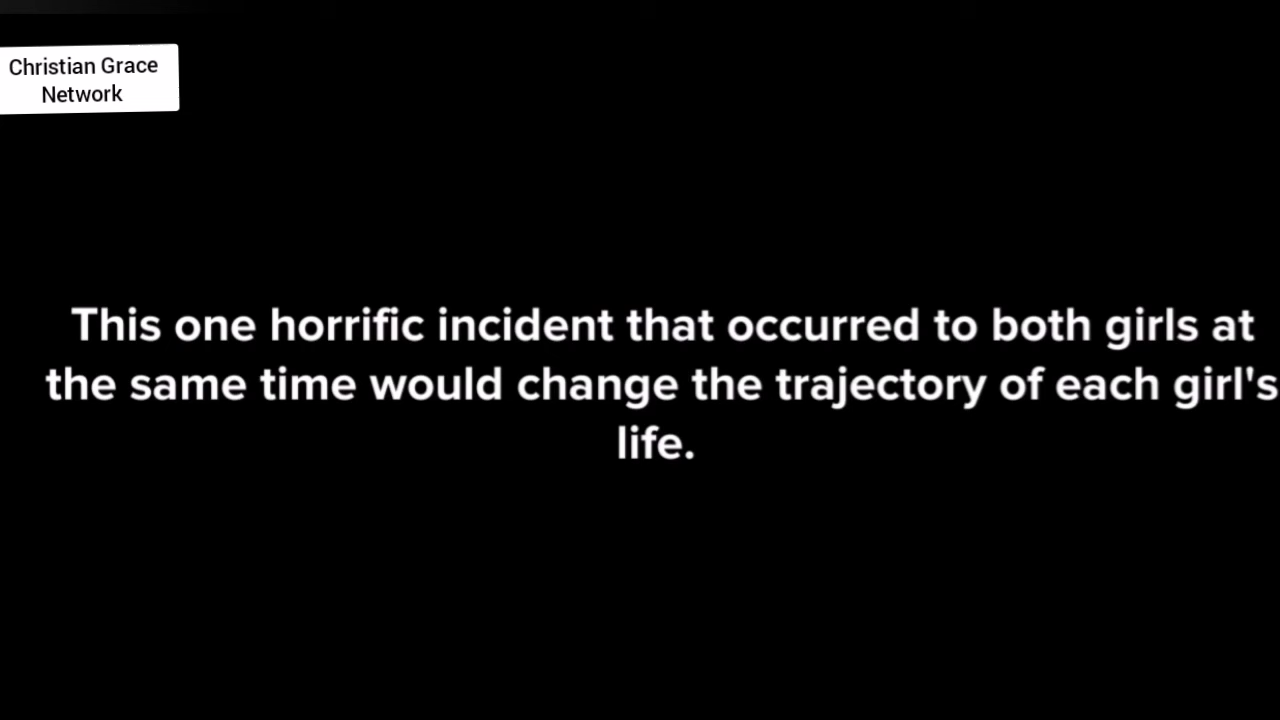 Christian Grace
Network
This one horrific incident that occurred to both girls at
the same time would change the trajectory of each girl's
life.